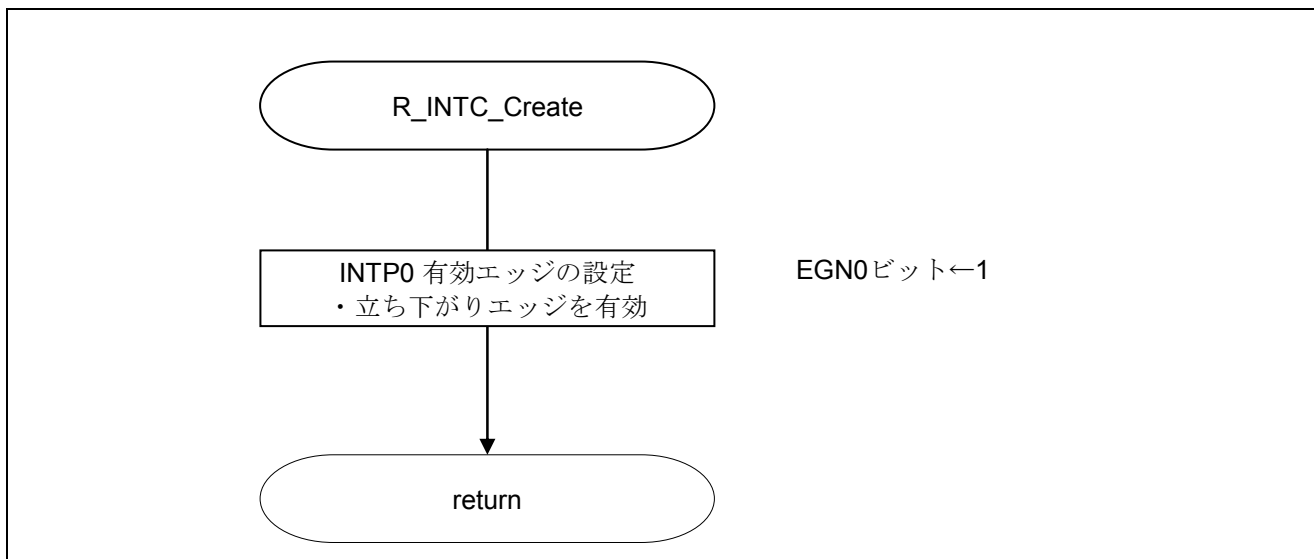 R_INTC_Create
INTP0 有効エッジの設定
・立ち下がりエッジを有効
EGN0ビット←1
return